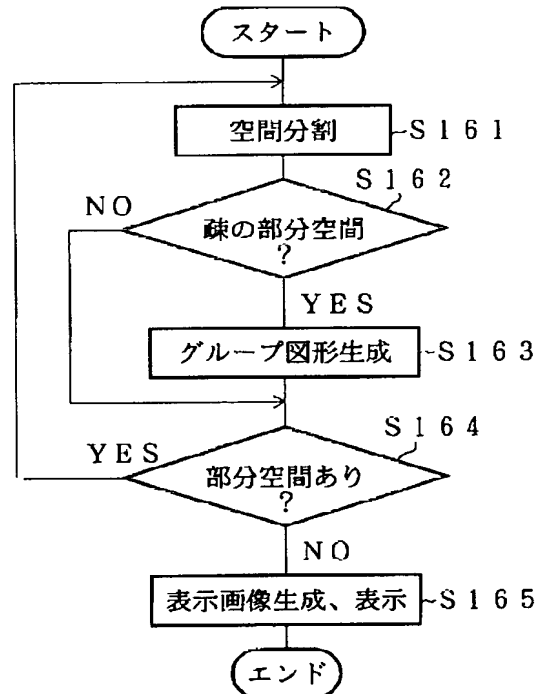 スタート
空間分割
S161
S162
NO
疎の部分空間
?
YES
グループ図形生成
S163
S164
YES
部分空間あり
?
NO
表示画像生成、表示
S165
エンド